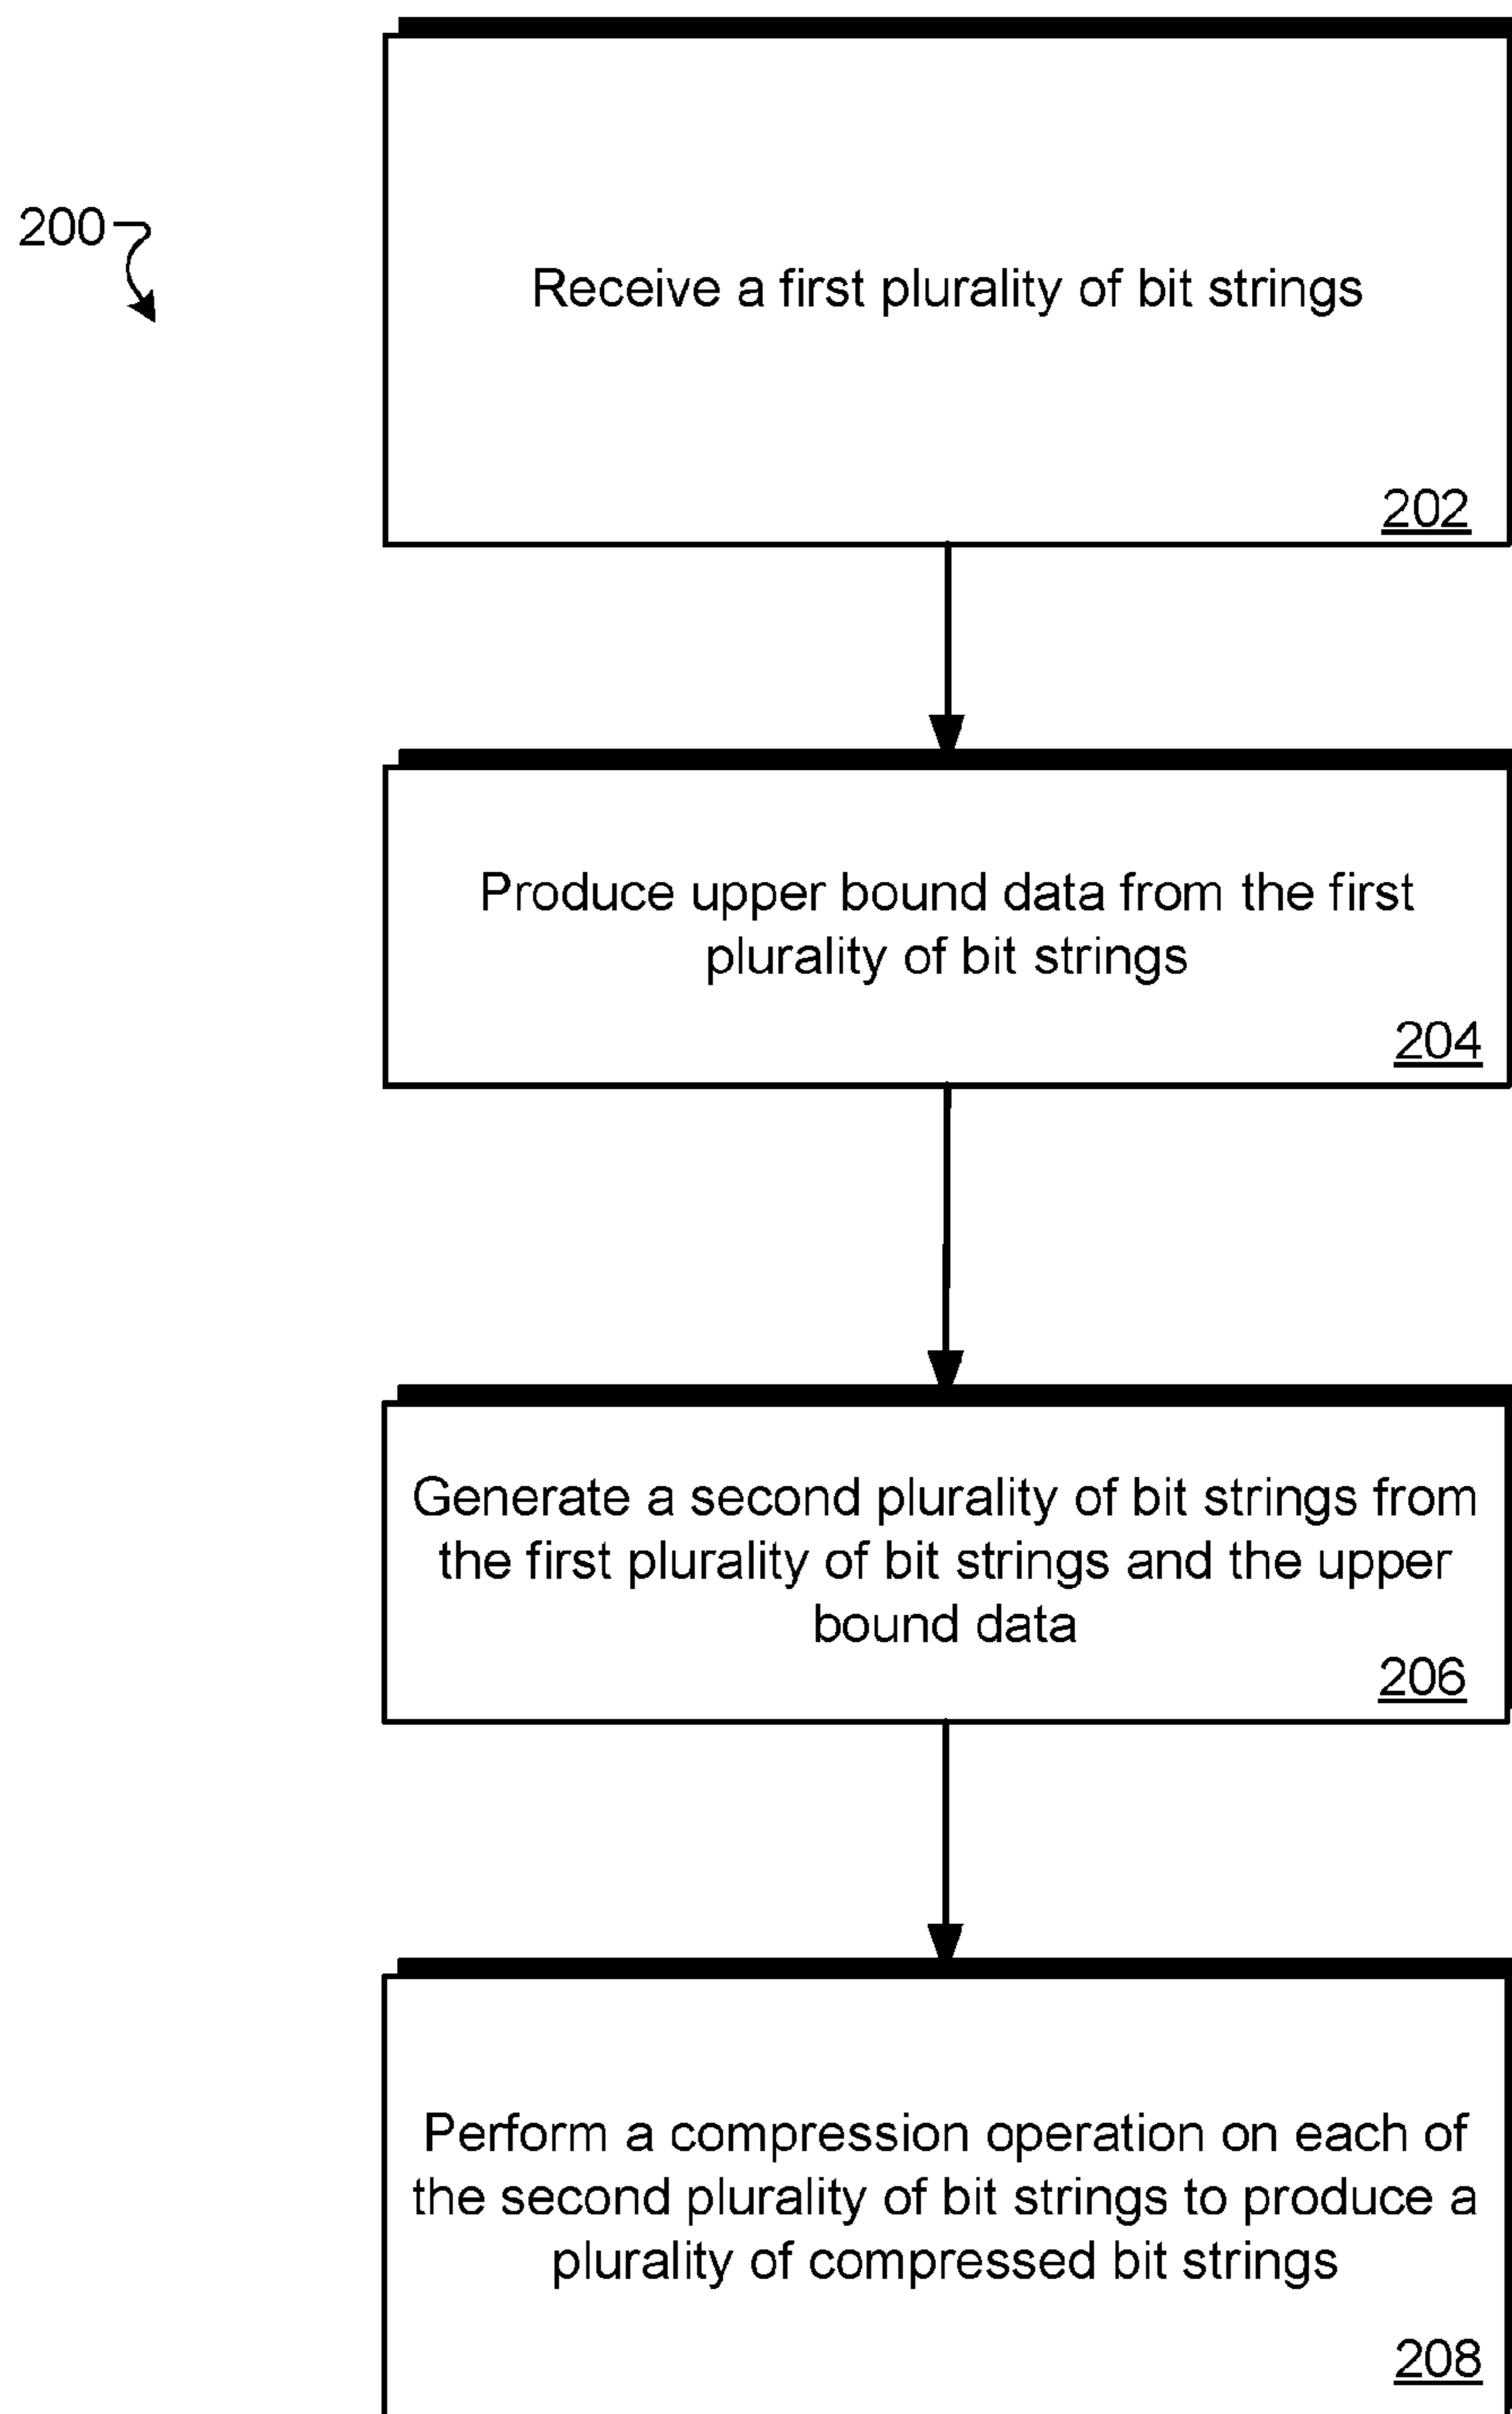 200
Receive a first plurality of bit strings
202
Produce upper bound data from the first
plurality of bit strings
204
Generate a second plurality of bit strings from
the first plurality of bit strings and the upper
bound data
206
Perform a compression operation on each of
the second plurality of bit strings to produce a
plurality of compressed bit strings
208